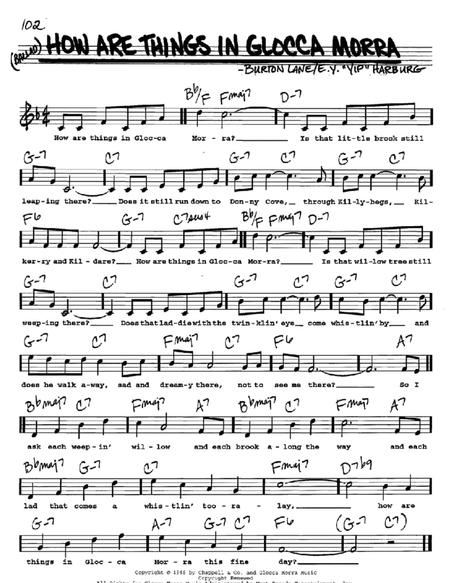 102
(BALLAD) HOW ARE THINGS IN GLOCCA MORRA
-BURTON LANE/E.Y. "YIP" HARBURG
Bb/F Fmaj7 D-7
How are things in Gloc-ca Mor - ra? Is that lit-tle brook still
G-7 C7 G-7 C7
leap-ing there? Does it still run down to Don-ny Cove, through Kil-ly-begs, Kil-
F6 G-7 C7sus4 Bb/F Fmaj7 D-7
ker-ry and Kil - dare? How are things in Gloc-ca Mor-ra? Is that wil-low tree still
G-7 C7 G-7 C7
weep-ing there? Does that lad-die with the twin-klin' eye come whis-tlin' by and
G-7 C7 Fmaj7 G-7 C7 F6 A7
does he walk a-way, sad and dream-y there, not to see me there? So I
Bbmaj7 C7 Fmaj7 A7 Bbmaj7 C7 Fmaj7 A7
ask each weep-in' wil - low and each brook a-long the way and each
Bbmaj7 G-7 C7 Fmaj7 D7b9
lad that comes a whis-tlin' too - ra - lay, how are
G-7 C7 A-7 D-7 G-7 C7 F6 (G-7 C7)
things in Gloc - ca Mor - ra this fine day?
Copyright © 1946 by Chappell & Co. and Glocca Morra Music
Copyright Renewed